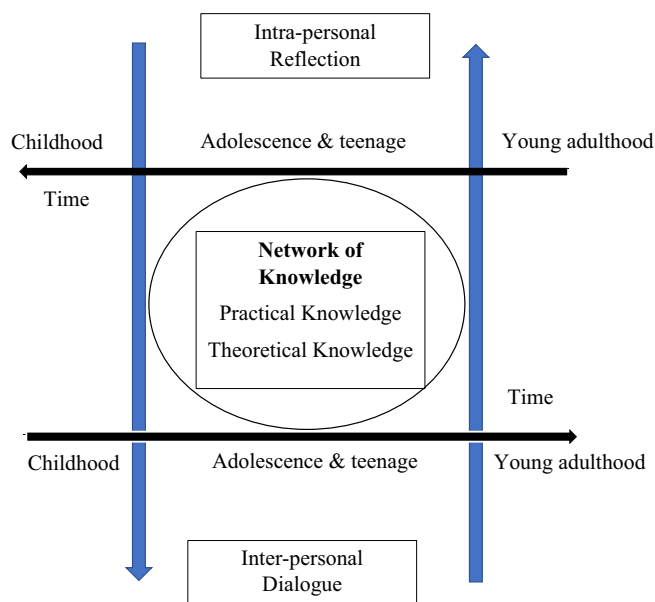 Intra-personal
Reflection
Childhood
Adolescence & teenage
Young adulthood
Time
Network of
Knowledge
Practical Knowledge
Theoretical Knowledge
Time
Childhood
Adolescence & teenage
Young adulthood
Inter-personal
Dialogue